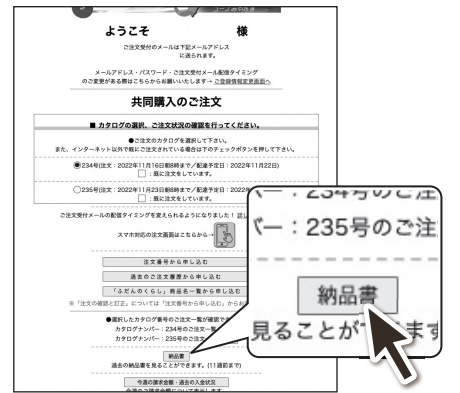 ようこそ 様
ご注文受付のメールは下記メールアドレス
に送られます。
メールアドレス・パスワード・ご注文受付メール配信タイミング
のご変更がある際はこちらからお願いいたします→ ご登録情報変更画面へ
共同購入のご注文
■ カタログの選択、ご注文状況の確認を行ってください。
●ご注文のカタログを選択して下さい。
また、インターネット以外で既にご注文されている場合は下のチェックボタンを押して下さい。
234号(注文：2022年11月16日朝8時まで／配達予定日：2022年11月22日)
：既に注文をしています。
235号(注文：2022年11月23日朝8時まで／配達予定日：2022年
：既に注文をしています。
ご注文受付メールの配信タイミングを変えられるようになりました！
スマホ対応の注文画面はこちらから→
注文番号から申し込む
過去のご注文履歴から申し込む
「ふだんのくらし」商品名一覧から申し込む
※「注文の確認と訂正」については「注文番号から申し込む」からお
●選択したカタログ番号のご注文一覧が確認で
カタログナンバー：234号のご注文一覧
カタログナンバー：235号のご注文
納品書
過去の納品書を見ることができます。(11週前まで)
今週の請求金額・過去の入金状況
バー：234号のご注
バー：235号のご注
納品書
見ることができます